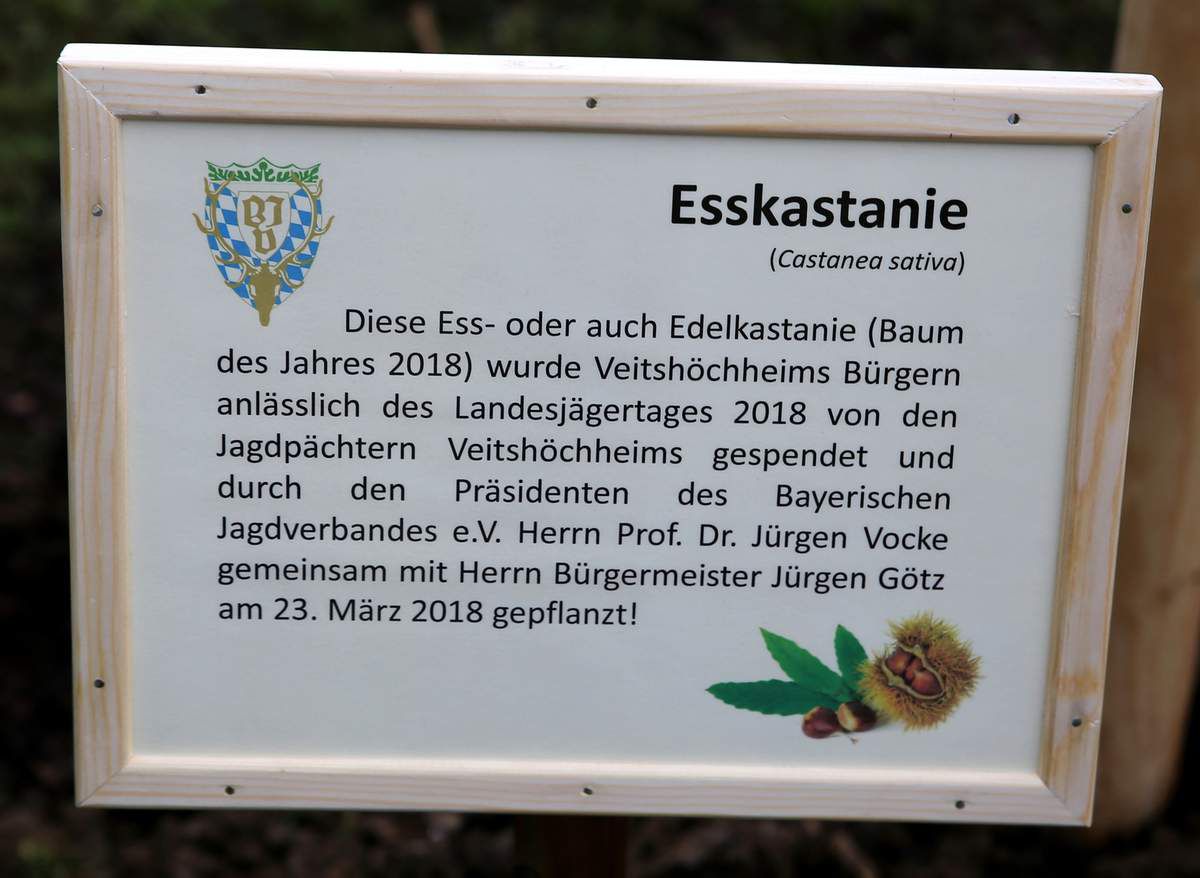 BJV
Esskastanie
(Castanea sativa)
Diese Ess- oder auch Edelkastanie (Baum
des Jahres 2018) wurde Veitshöchheims Bürgern
anlässlich des Landesjägertages 2018 von den
Jagdpächtern Veitshöchheims gespendet und
durch den Präsidenten des Bayerischen
Jagdverbandes e.V. Herrn Prof. Dr. Jürgen Vocke
gemeinsam mit Herrn Bürgermeister Jürgen Götz
am 23. März 2018 gepflanzt!